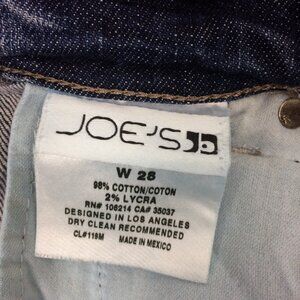 JOE'S
W 28
98% COTTON/COTON
2% LYCRA
RN# 106214 CA# 35037
DESIGNED IN LOS ANGELES
DRY CLEAN RECOMMENDED
CL#119M MADE IN MEXICO